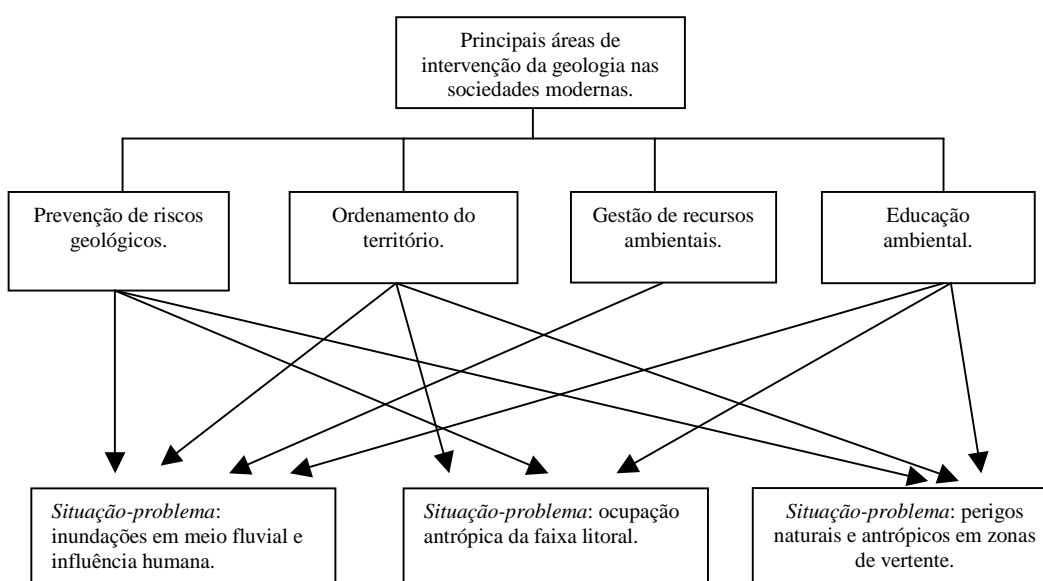 Principais áreas de
intervenção da geologia nas
sociedades modernas.
Prevenção de riscos
geológicos.
Ordenamento do
território.
Gestão de recursos
ambientais.
Educação
ambiental.
Situação-problema:
inundações em meio fluvial e
influência humana.
Situação-problema: ocupação
antrópica da faixa litoral.
Situação-problema: perigos
naturais e antrópicos em zonas
de vertente.